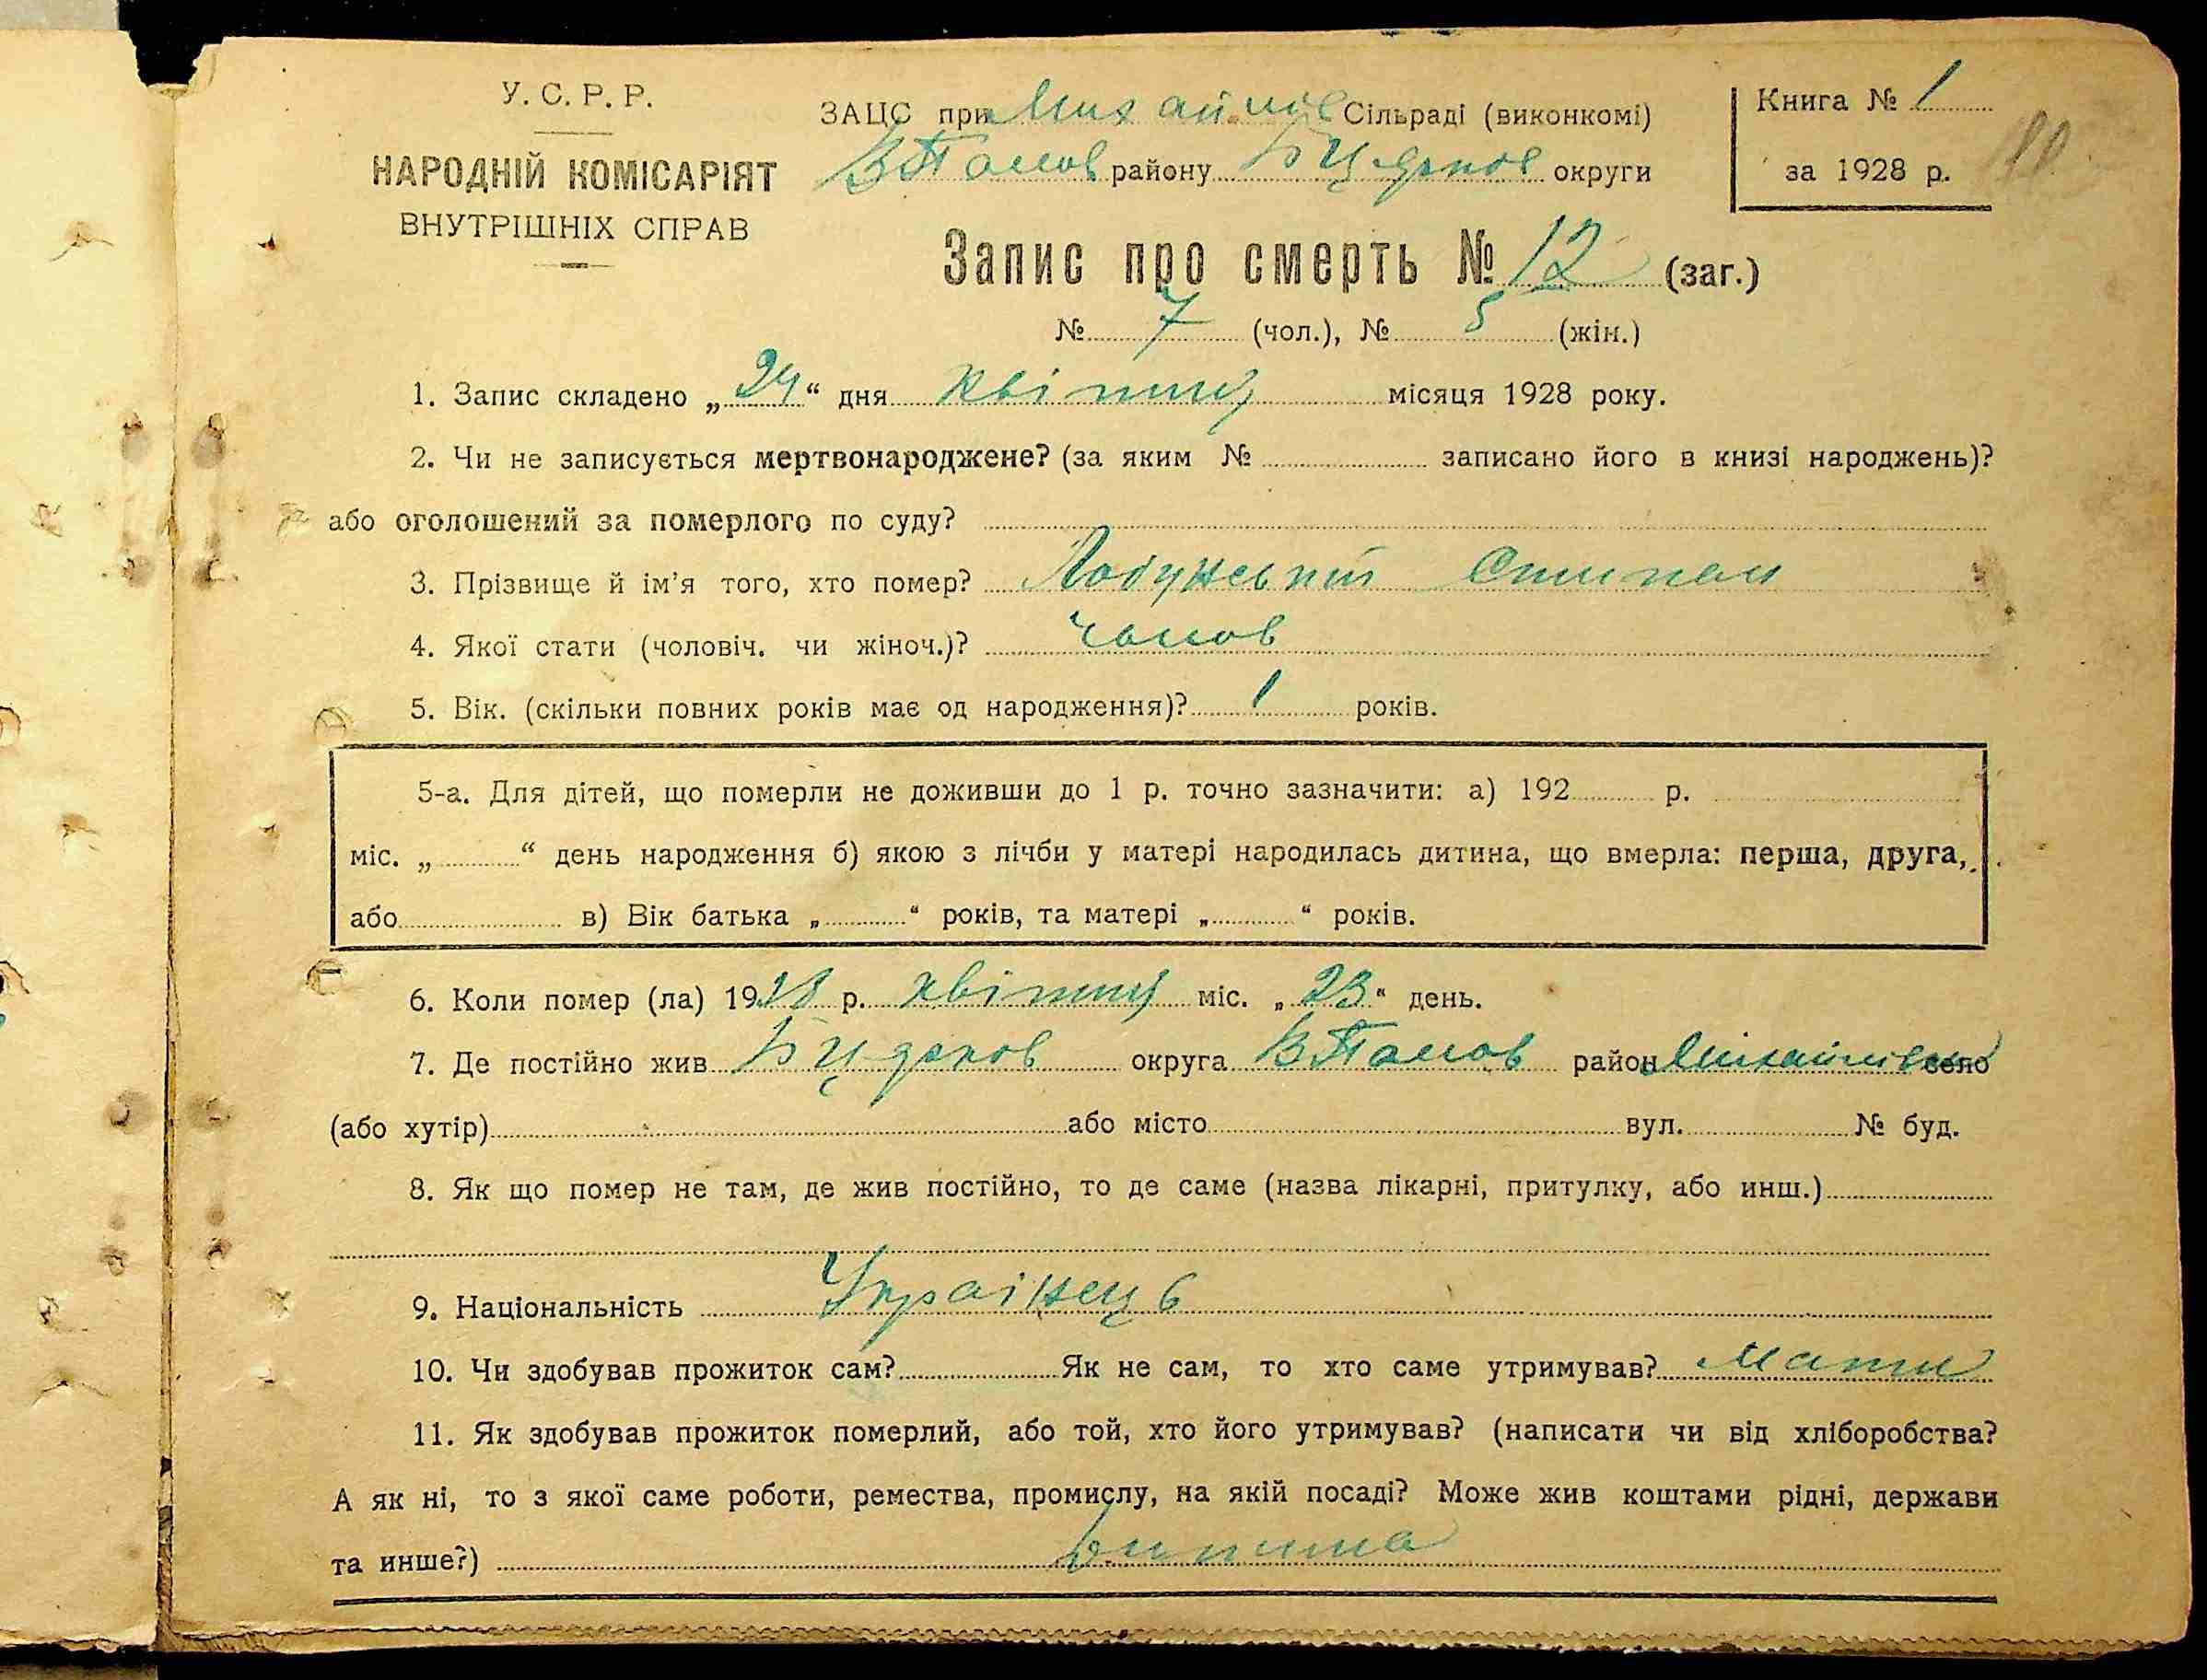 У. С. Р. Р.
НАРОДНІЙ КОМІСАРІЯТ
ВНУТРІШНІХ СПРАВ
ЗАЦС при Михайлів Сільраді (виконкомі)
району Б Церков округи
Книга № 1
за 1928 р.
Запис про смерть № 12 (заг.)
№ 7 (чол.), № 5 (жін.)
1. Запис складено „24“ дня квітня місяця 1928 року.
2. Чи не записується мертвонароджене? (за яким № записано його в книзі народжень)?
або оголошений за померлого по суду?
3. Прізвище й ім'я того, хто помер?
4. Якої стати (чоловіч. чи жіноч.)? чолов
5. Вік. (скільки повних років має од народження)? 1 років.
5-а. Для дітей, що померли не доживши до 1 р. точно зазначити: а) 192 р.
міс. „ “ день народження б) якою з лічби у матері народилась дитина, що вмерла: перша, друга,
або в) Вік батька „ “ років, та матері „ “ років.
6. Коли помер (ла) 1928 р. квітня міс. „23“ день.
7. Де постійно жив Б Церков округа район Михайлівка село
(або хутір) або місто вул. № буд.
8. Як що помер не там, де жив постійно, то де саме (назва лікарні, притулку, або инш.)
9. Національність Українець
10. Чи здобував прожиток сам? Як не сам, то хто саме утримував? Мати
11. Як здобував прожиток померлий, або той, хто його утримував? (написати чи від хліборобства?
А як ні, то з якої саме роботи, ремества, промислу, на якій посаді? Може жив коштами рідні, держави
та инше?)